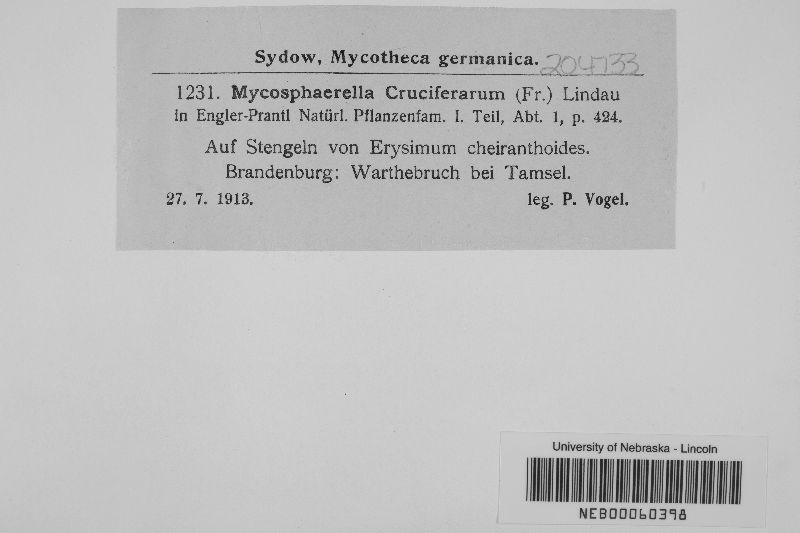 Sydow, Mycotheca germanica. 204733
1231. Mycosphaerella Cruciferarum (Fr.) Lindau
in Engler-Prantl Natürl. Pflanzenfam. I. Teil, Abt. 1, p. 424.
Auf Stengeln von Erysimum cheiranthoides.
Brandenburg: Warthebruch bei Tamsel.
27. 7. 1913. leg. P. Vogel.
University of Nebraska - Lincoln
NEB00060398